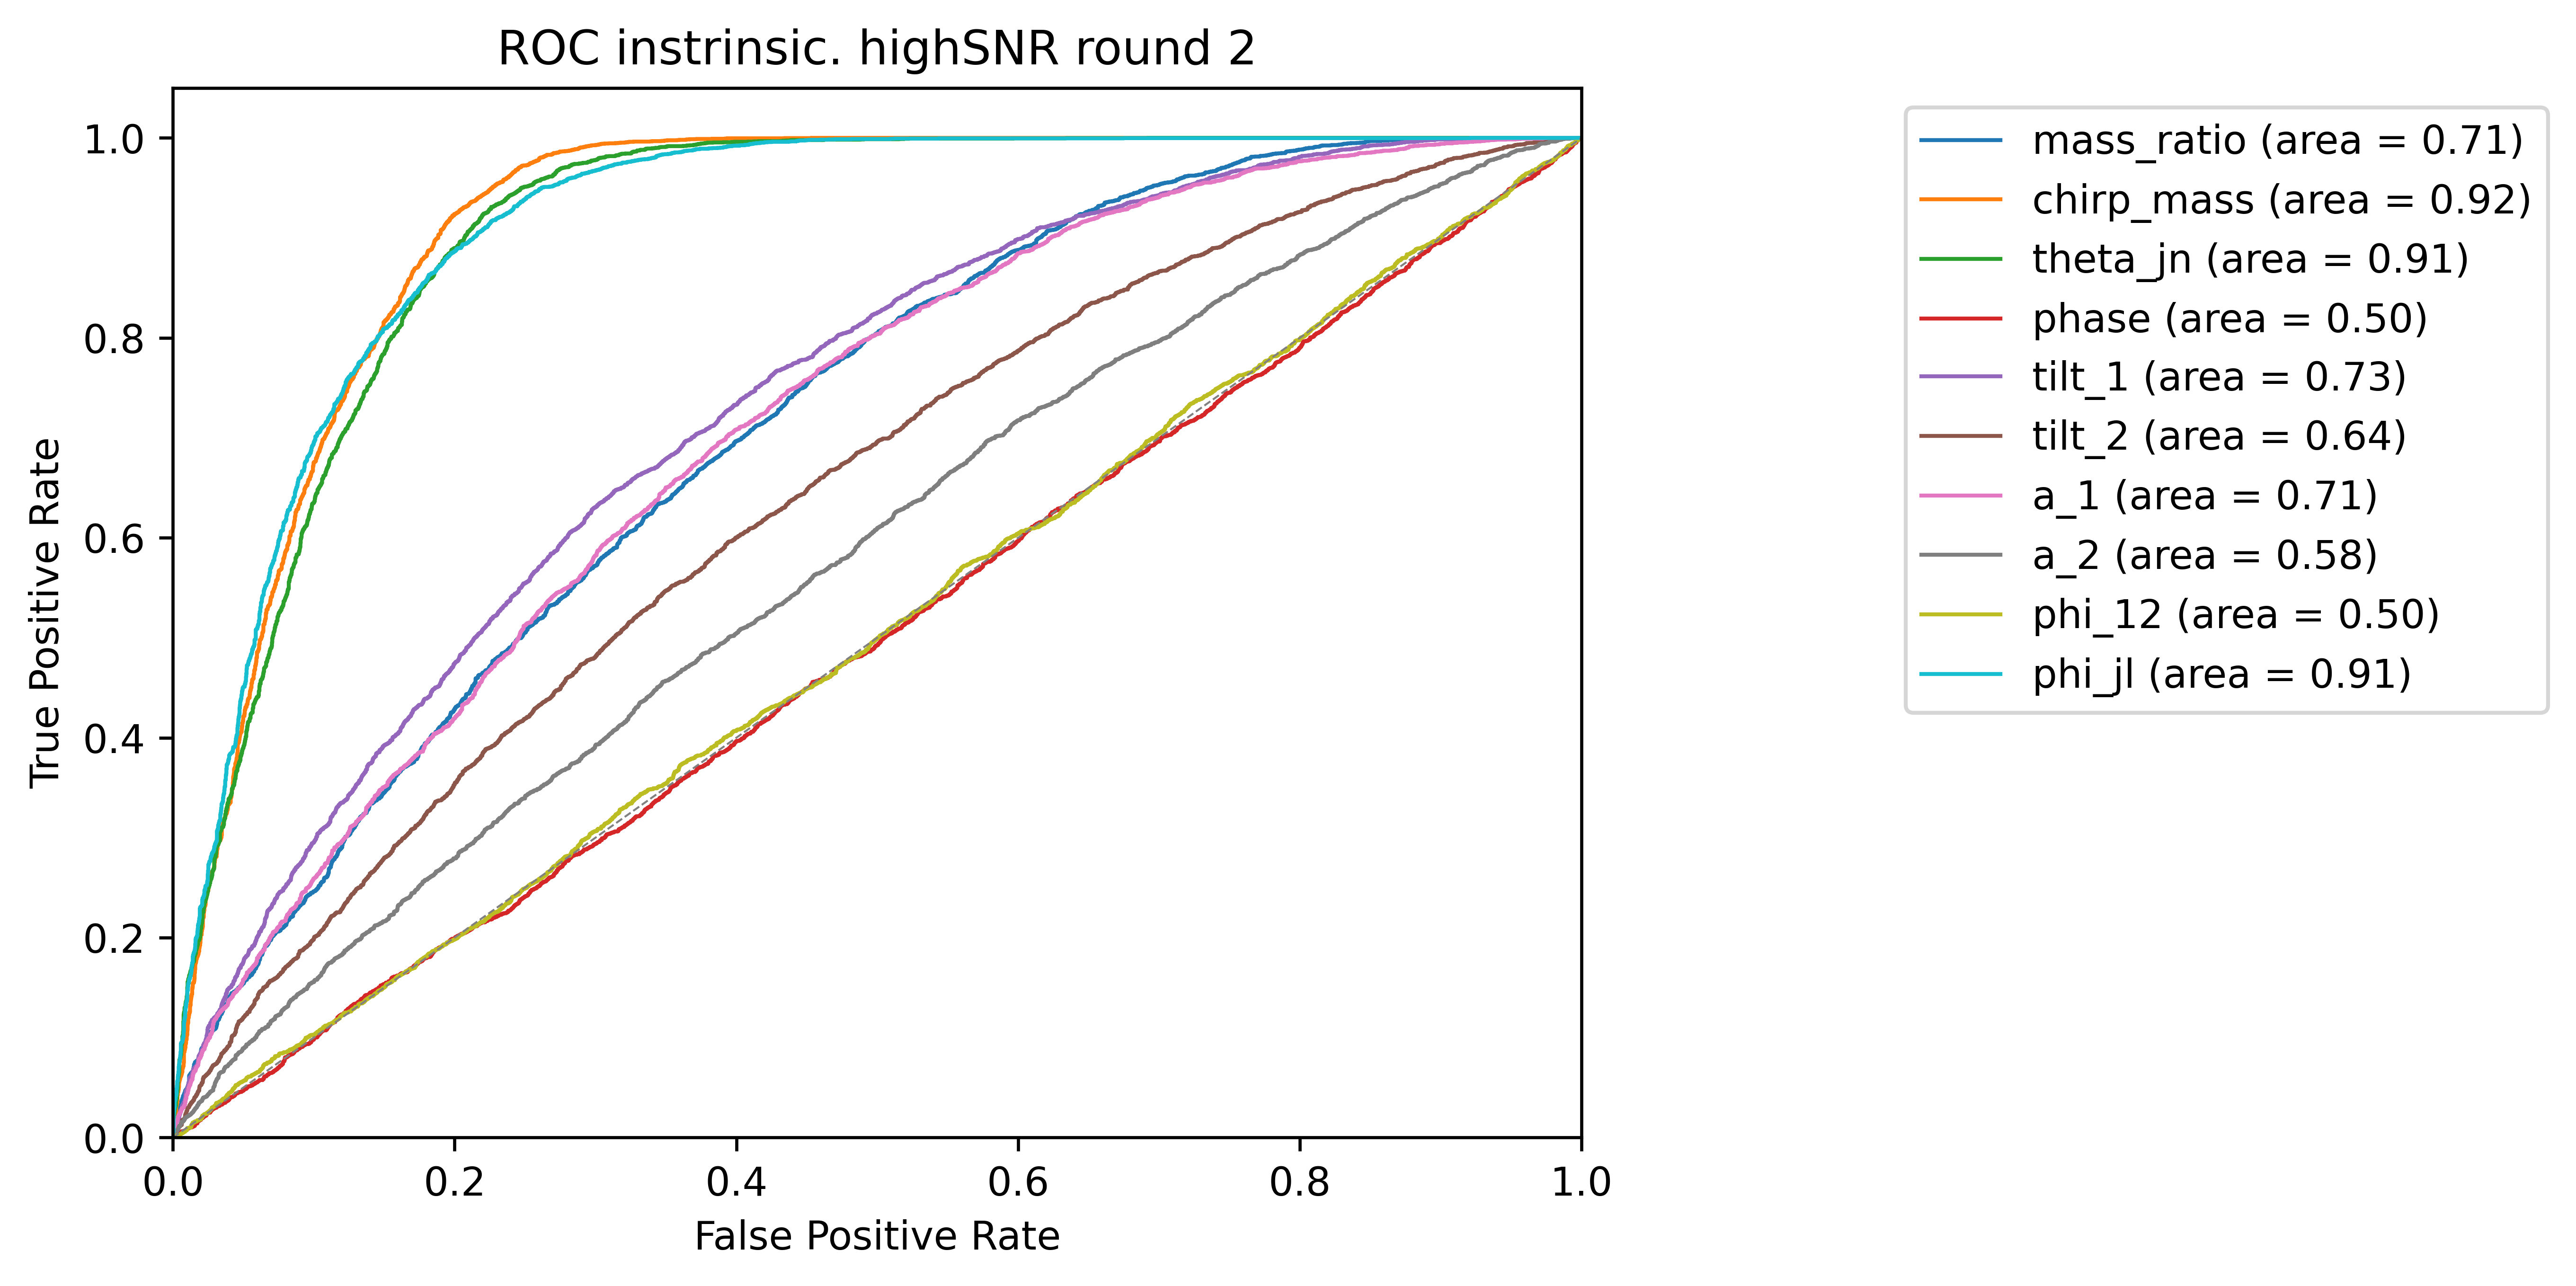 ROC instrinsic. highSNR round 2
1.0
0.8
0.6
0.4
0.2
0.0
True Positive Rate
0.0 0.2 0.4 0.6 0.8 1.0
False Positive Rate
mass_ratio (area = 0.71)
chirp_mass (area = 0.92)
theta_jn (area = 0.91)
phase (area = 0.50)
tilt_1 (area = 0.73)
tilt_2 (area = 0.64)
a_1 (area = 0.71)
a_2 (area = 0.58)
phi_12 (area = 0.50)
phi_jl (area = 0.91)